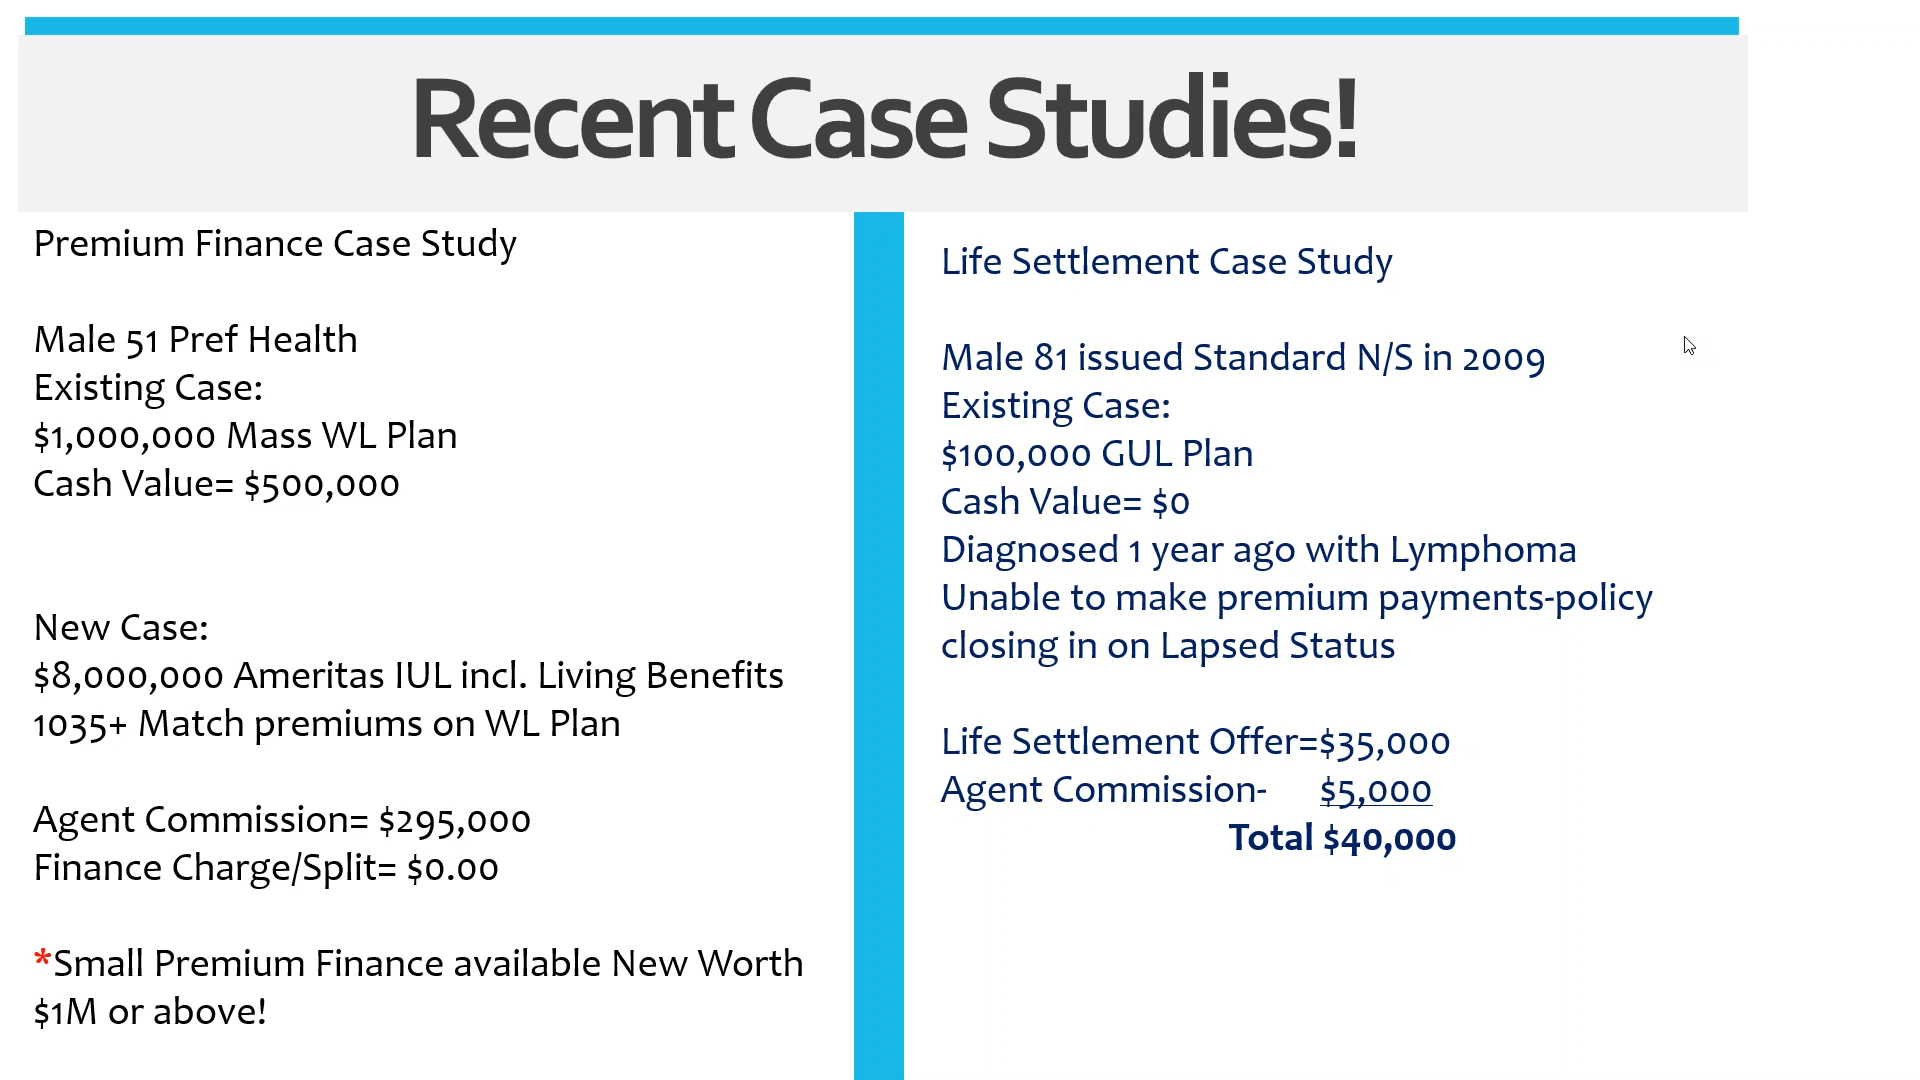 Recent Case Studies!
Premium Finance Case Study
Male 51 Pref Health
Existing Case:
$1,000,000 Mass WL Plan
Cash Value= $500,000
New Case:
$8,000,000 Ameritas IUL incl. Living Benefits
1035+ Match premiums on WL Plan
Agent Commission= $295,000
Finance Charge/Split= $0.00
*Small Premium Finance available New Worth
$1M or above!
Life Settlement Case Study
Male 81 issued Standard N/S in 2009
Existing Case:
$100,000 GUL Plan
Cash Value= $0
Diagnosed 1 year ago with Lymphoma
Unable to make premium payments-policy
closing in on Lapsed Status
Life Settlement Offer=$35,000
Agent Commission- $5,000
Total $40,000